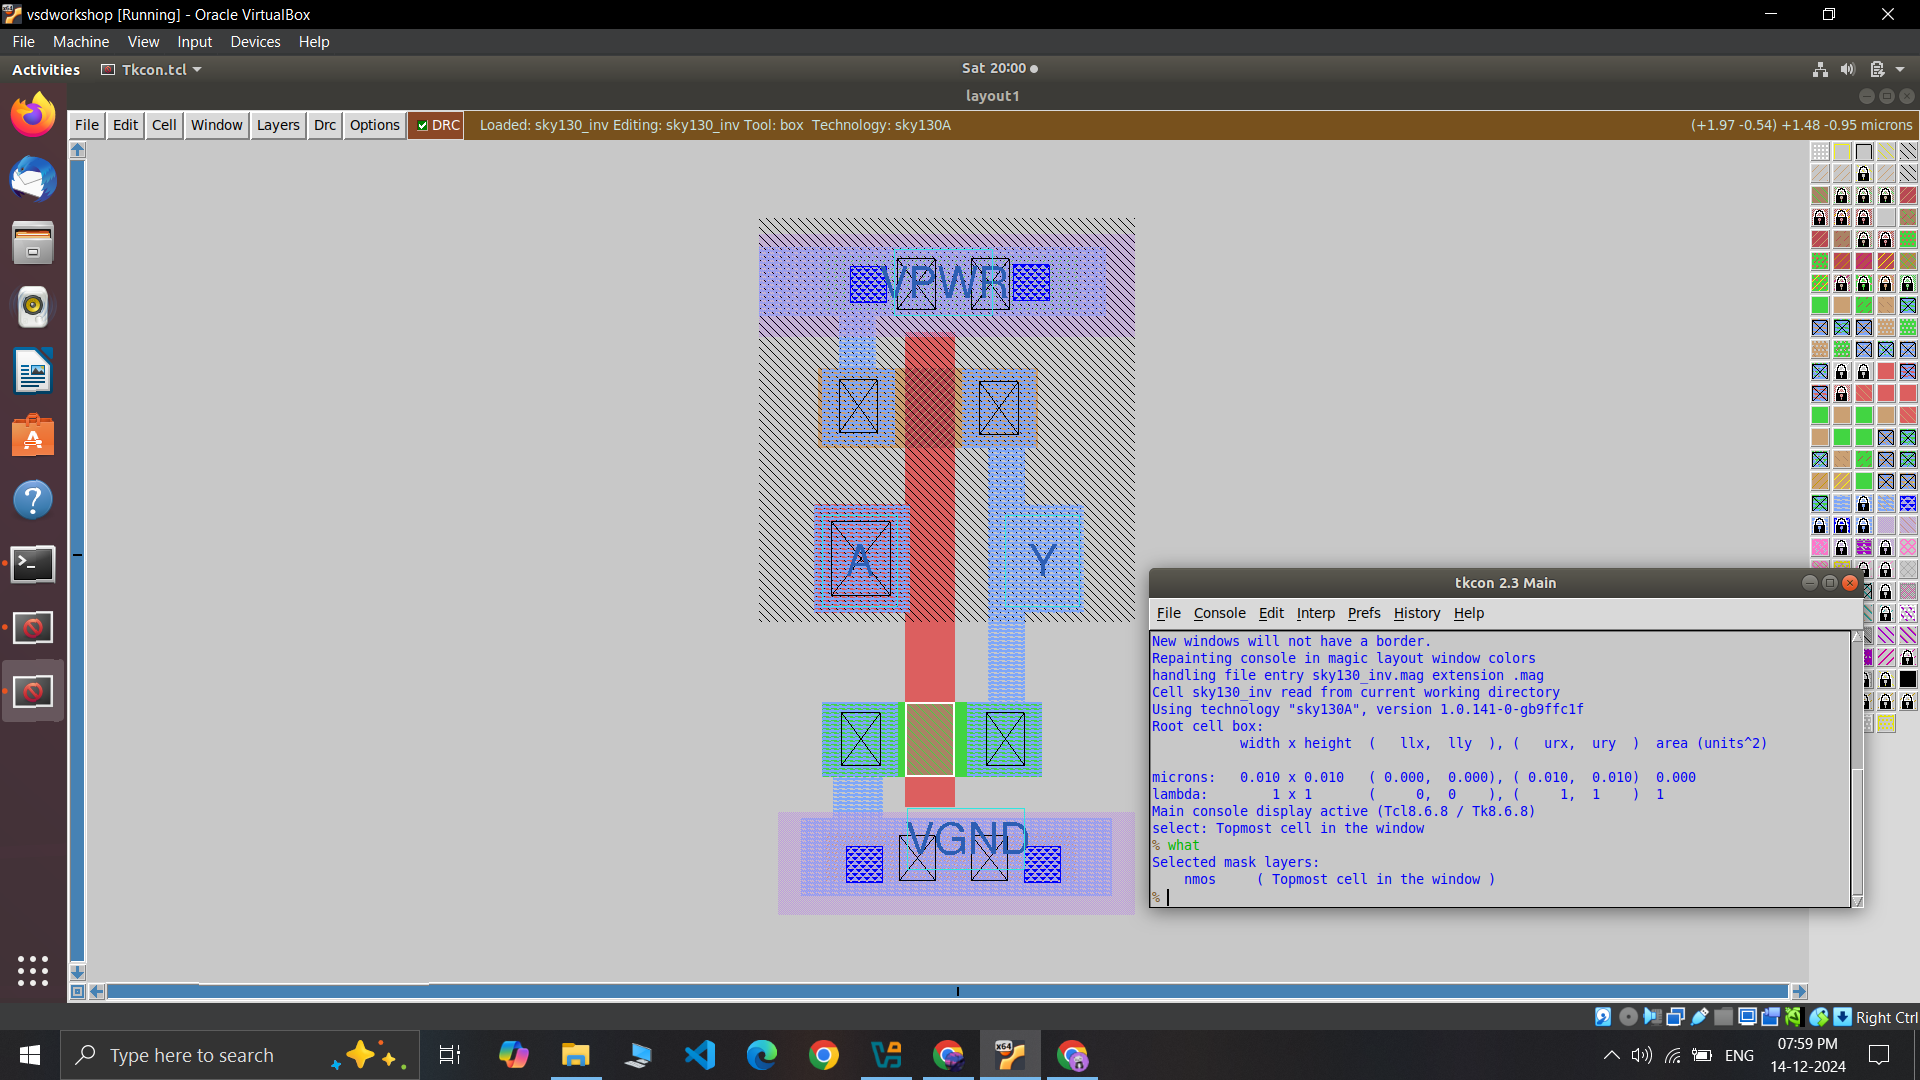 vsdworkshop [Running] - Oracle VirtualBox
File Machine View Input Devices Help
Activities Tkcon.tcl Sat 20:00
layout1
File Edit Cell Window Layers Drc Options DRC Loaded: sky130_inv Editing: sky130_inv Tool: box Technology: sky130A (+1.97 -0.54) +1.48 -0.95 microns
VPWR
A
Y
VGND
tkcon 2.3 Main
File Console Edit Interp Prefs History Help
New windows will not have a border.
Repainting console in magic layout window colors
handling file entry sky130_inv.mag extension .mag
Cell sky130_inv read from current working directory
Using technology "sky130A", version 1.0.141-0-gb9ffc1f
Root cell box:
width x height ( llx, lly ), ( urx, ury ) area (units^2)
microns: 0.010 x 0.010 ( 0.000, 0.000), ( 0.010, 0.010) 0.000
lambda: 1 x 1 ( 0, 0 ), ( 1, 1 ) 1
Main console display active (Tcl8.6.8 / Tk8.6.8)
select: Topmost cell in the window
% what
Selected mask layers:
nmos ( Topmost cell in the window )
%
Right Ctrl
Type here to search
x64
ENG
07:59 PM
14-12-2024